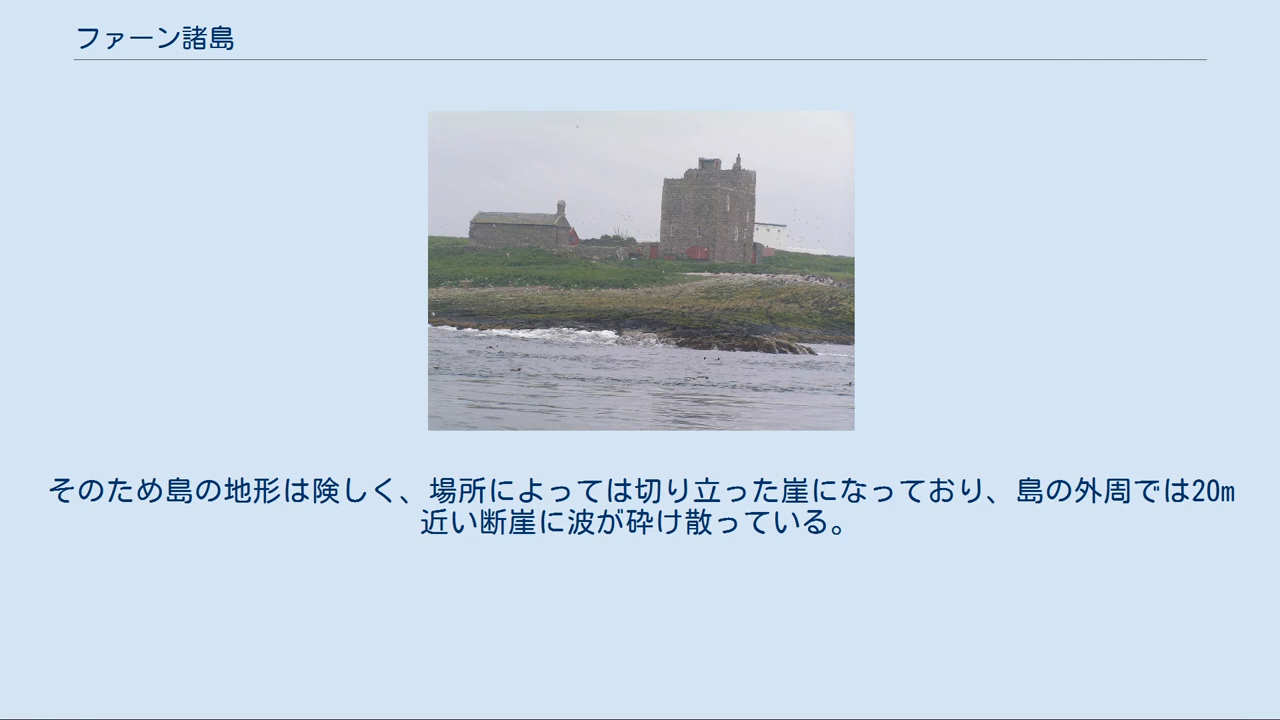 ファーン諸島
そのため島の地形は険しく、場所によっては切り立った崖になっており、島の外周では20m
近い断崖に波が砕け散っている。